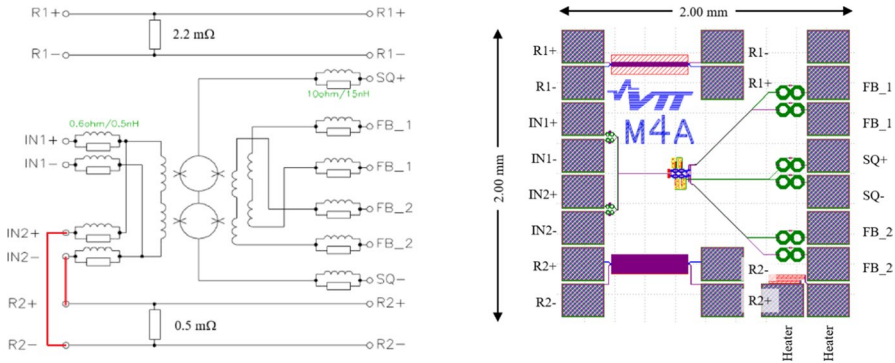 R1+ R1+
2.2 mΩ
R1− R1−
SQ+
10ohm/15nH
0,6ohm/0.5nH
FB_1
IN1+
IN1−
FB_1
FB_2
IN2+
IN2−
FB_2
SQ−
R2+ R2+
0.5 mΩ
R2− R2−
2.00 mm
2.00 mm
R1+ R1-
R1- R1+ FB_1
VTT
IN1+ M4A FB_1
IN1- SQ+
IN2+ SQ-
IN2- FB_2
R2+ R2- FB_2
R2- R2+
Heater
Heater